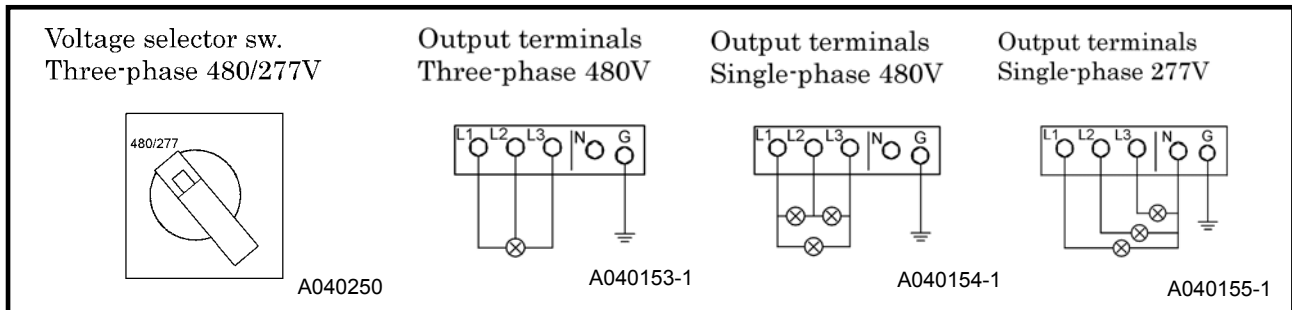 Voltage selector sw.
Three-phase 480/277V
480/277
A040250
Output terminals
Three-phase 480V
L1 L2 L3 N G
A040153-1
Output terminals
Single-phase 480V
L1 L2 L3 N G
A040154-1
Output terminals
Single-phase 277V
L1 L2 L3 N G
A040155-1